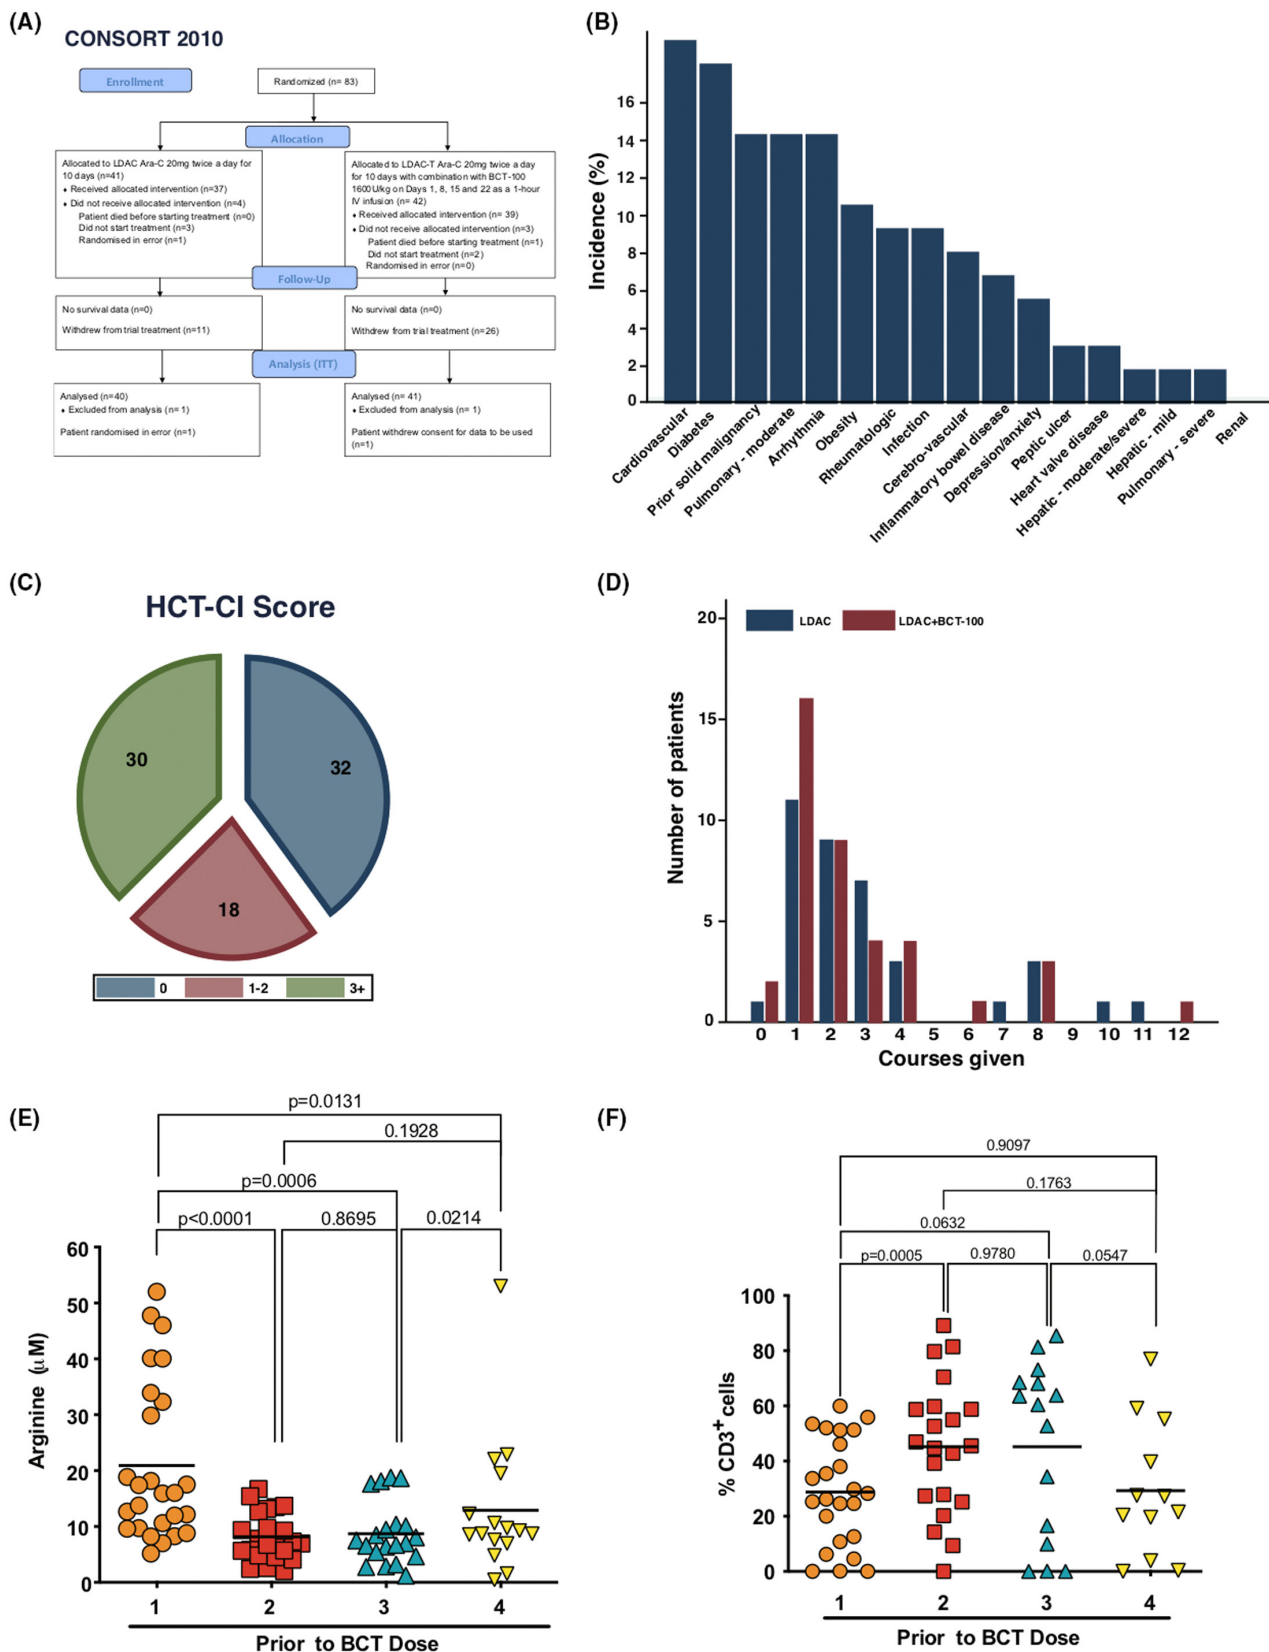 (A)
CONSORT 2010
Enrollment
Randomized (n= 83)
Allocation
Allocated to LDAC Ara-C 20mg twice a day for
10 days (n=41)
♦ Received allocated intervention (n=37)
♦ Did not receive allocated intervention (n=4)
Patient died before starting treatment (n=0)
Did not start treatment (n=3)
Randomised in error (n=1)
Allocated to LDAC-T Ara-C 20mg twice a day
for 10 days with combination with BCT-100
1600U/kg on Days 1, 8, 15 and 22 as a 1-hour
IV infusion (n= 42)
♦ Received allocated intervention (n= 39)
♦ Did not receive allocated intervention (n=3)
Patient died before starting treatment (n=1)
Did not start treatment (n=2)
Randomised in error (n=0)
Follow-Up
No survival data (n=0)
Withdrew from trial treatment (n=11)
No survival data (n=0)
Withdrew from trial treatment (n=26)
Analysis (ITT)
Analysed (n=40)
♦ Excluded from analysis (n= 1)
Patient randomised in error (n=1)
Analysed (n= 41)
♦ Excluded from analysis (n= 1)
Patient withdrew consent for data to be used
(n=1)
(B)
Incidence (%)
16
14
12
10
8
6
4
2
0
Cardiovascular
Diabetes
Prior solid malignancy
Pulmonary - moderate
Arrhythmia
Obesity
Rheumatologic
Infection
Cerebro-vascular
Inflammatory bowel disease
Depression/anxiety
Peptic ulcer
Heart valve disease
Hepatic - moderate/severe
Hepatic - mild
Pulmonary - severe
Renal
(C)
HCT-CI Score
30
32
18
0 1-2 3+
(D)
LDAC LDAC+BCT-100
Number of patients
20
15
10
5
0
0 1 2 3 4 5 6 7 8 9 10 11 12
Courses given
(E)
p=0.0131
0.1928
p=0.0006
p<0.0001 0.8695 0.0214
Arginine (μM)
60
50
40
30
20
10
0
1 2 3 4
Prior to BCT Dose
(F)
0.9097
0.1763
0.0632
p=0.0005 0.9780 0.0547
% CD3+ cells
100
80
60
40
20
0
1 2 3 4
Prior to BCT Dose